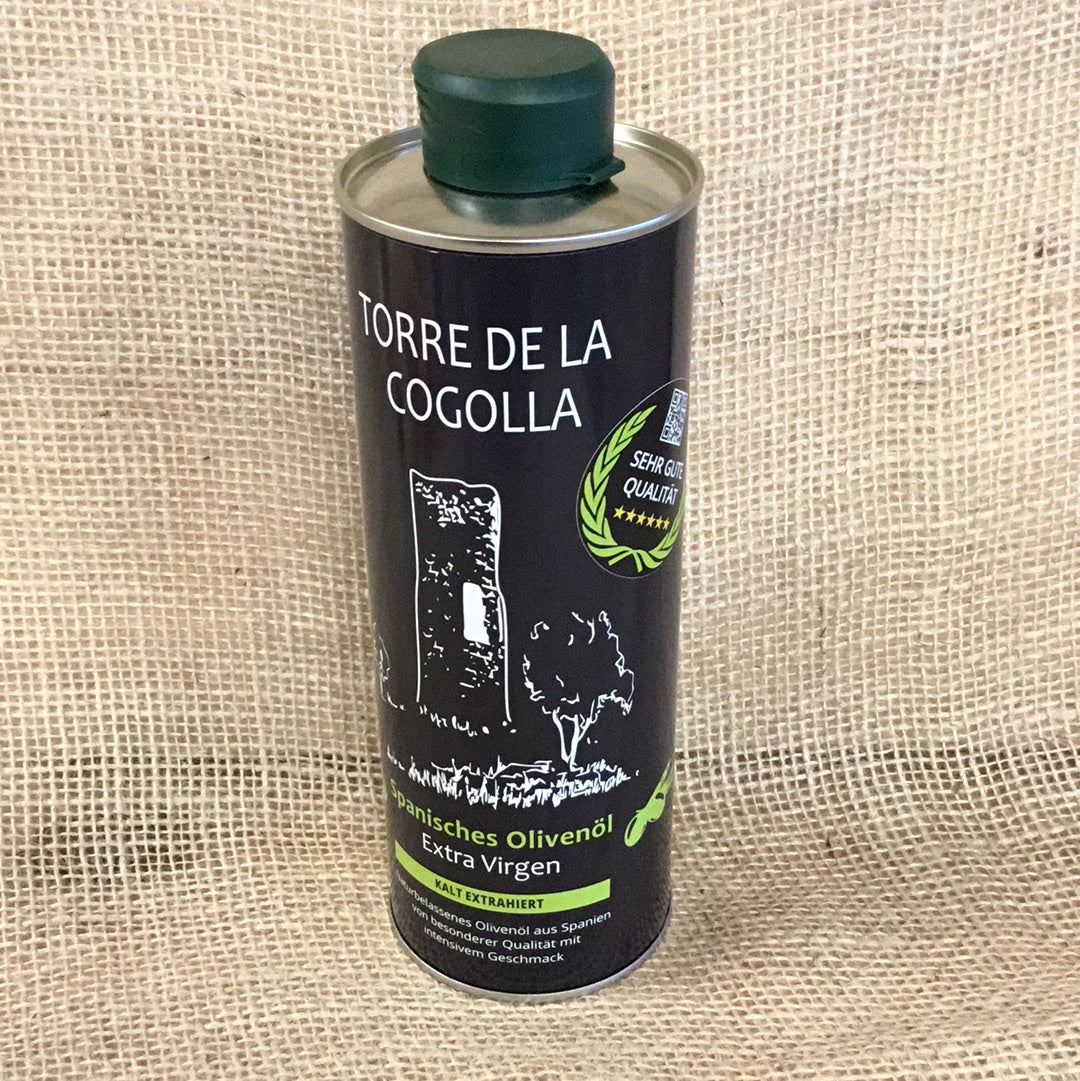 TORRE DE LA
COGOLLA
SEHR GUTE
QUALITÄT
Spanisches Olivenöl
Extra Virgen
KALT EXTRAHIERT
Naturbelassenes Olivenöl aus Spanien
von besonderer Qualität mit
intensivem Geschmack